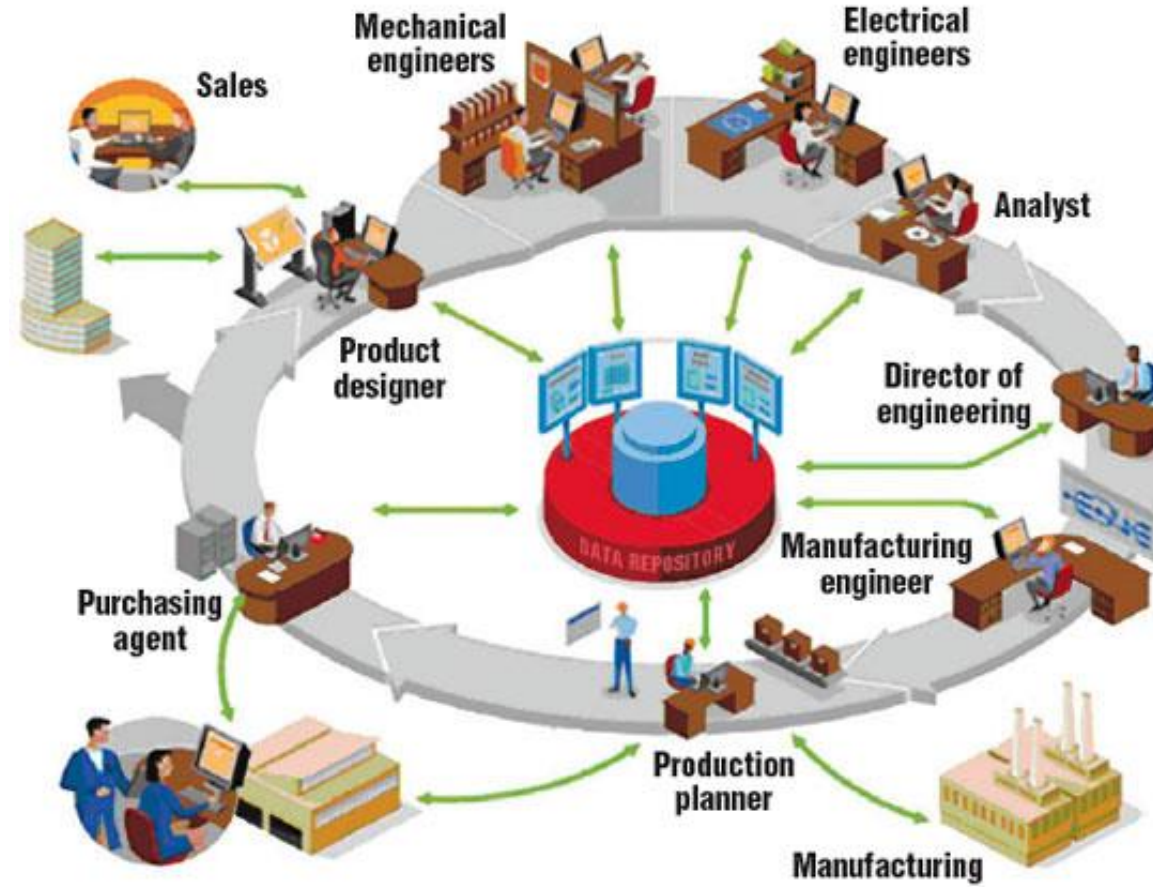 Mechanical
engineers
Electrical
engineers
Sales
Analyst
Product
designer
Director of
engineering
DATA REPOSITORY
Manufacturing
engineer
Purchasing
agent
Production
planner
Manufacturing